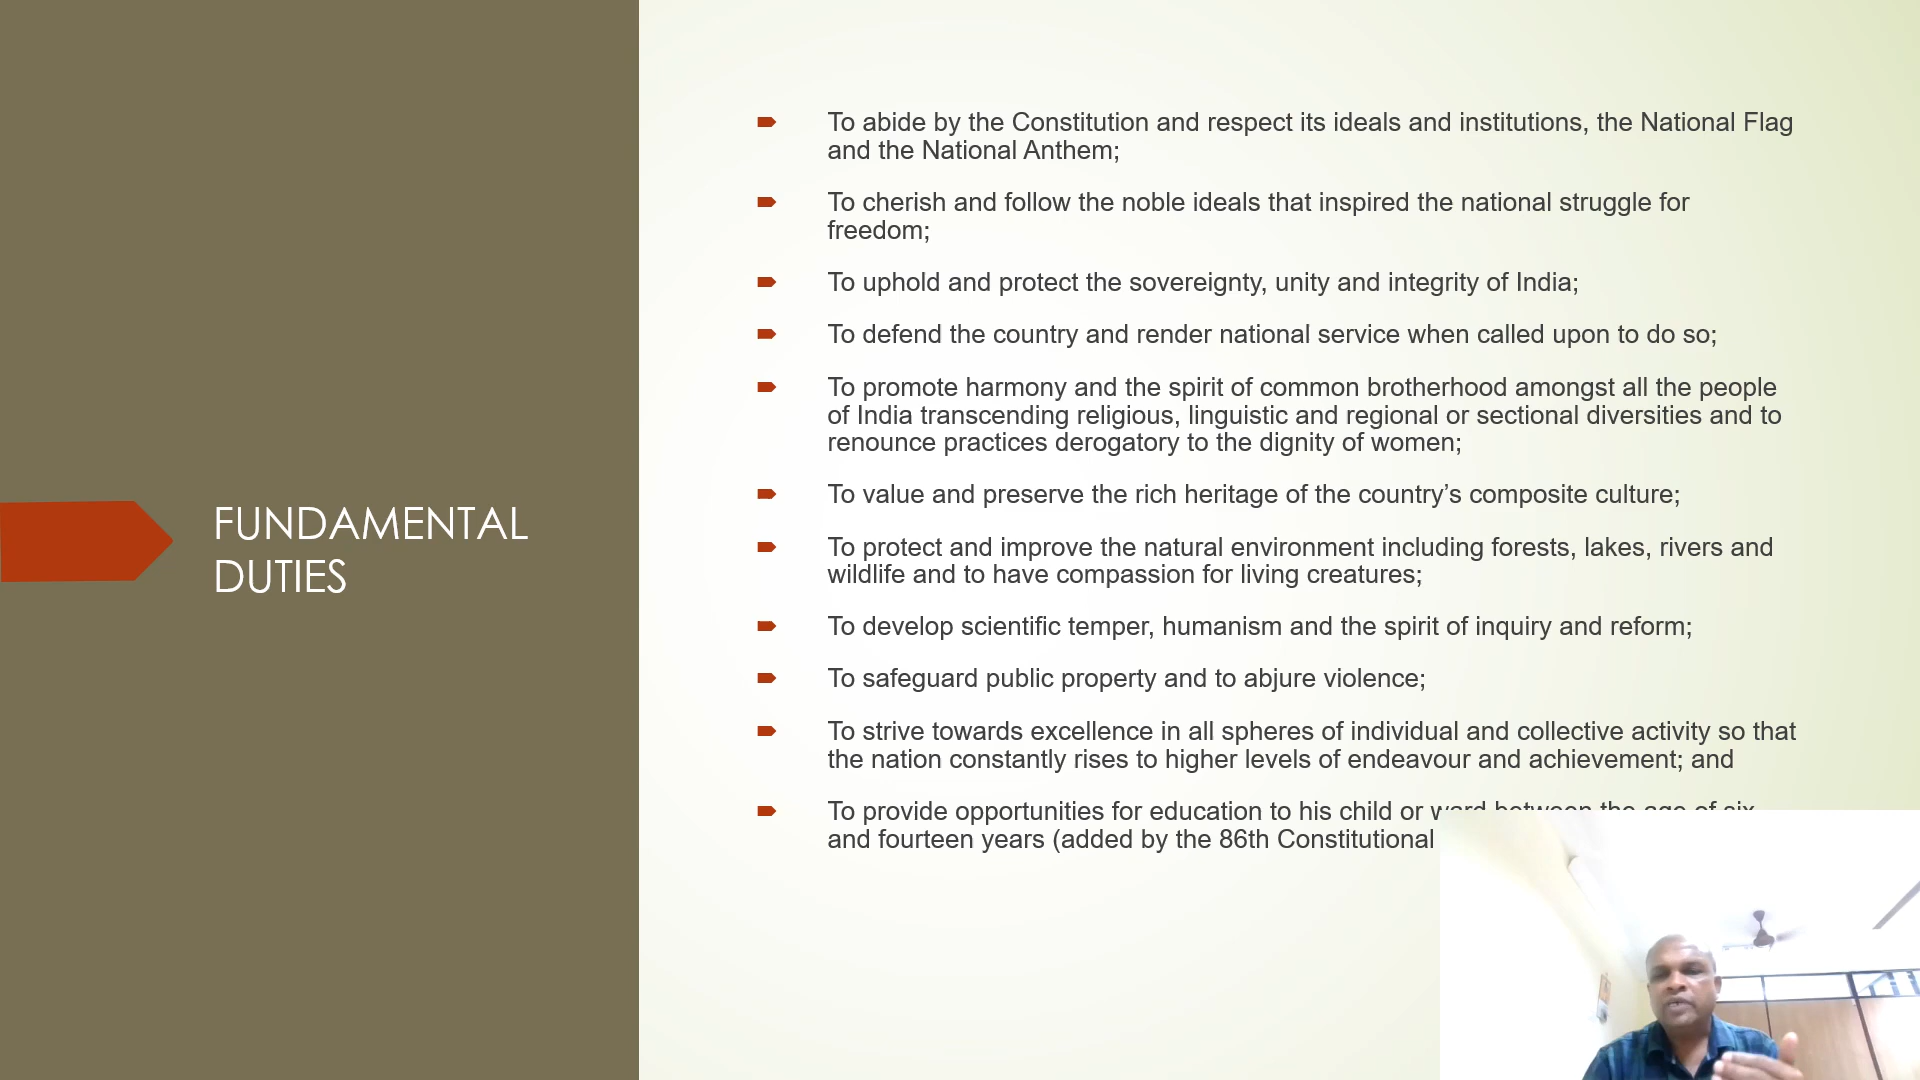 FUNDAMENTAL
DUTIES
To abide by the Constitution and respect its ideals and institutions, the National Flag
and the National Anthem;
To cherish and follow the noble ideals that inspired the national struggle for
freedom;
To uphold and protect the sovereignty, unity and integrity of India;
To defend the country and render national service when called upon to do so;
To promote harmony and the spirit of common brotherhood amongst all the people
of India transcending religious, linguistic and regional or sectional diversities and to
renounce practices derogatory to the dignity of women;
To value and preserve the rich heritage of the country’s composite culture;
To protect and improve the natural environment including forests, lakes, rivers and
wildlife and to have compassion for living creatures;
To develop scientific temper, humanism and the spirit of inquiry and reform;
To safeguard public property and to abjure violence;
To strive towards excellence in all spheres of individual and collective activity so that
the nation constantly rises to higher levels of endeavour and achievement; and
To provide opportunities for education to his child or ward between the age of six
and fourteen years (added by the 86th Constitutional